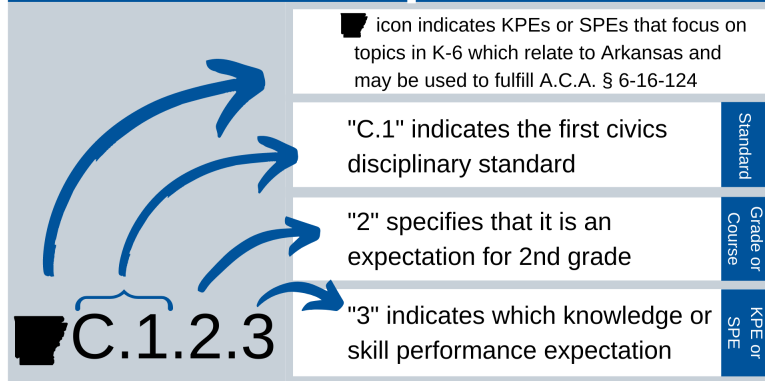 icon indicates KPEs or SPEs that focus on
topics in K-6 which relate to Arkansas and
may be used to fulfill A.C.A. § 6-16-124
"C.1" indicates the first civics
disciplinary standard
Standard
"2" specifies that it is an
expectation for 2nd grade
Grade or
Course
"3" indicates which knowledge or
skill performance expectation
KPE or
SPE
C.1.2.3